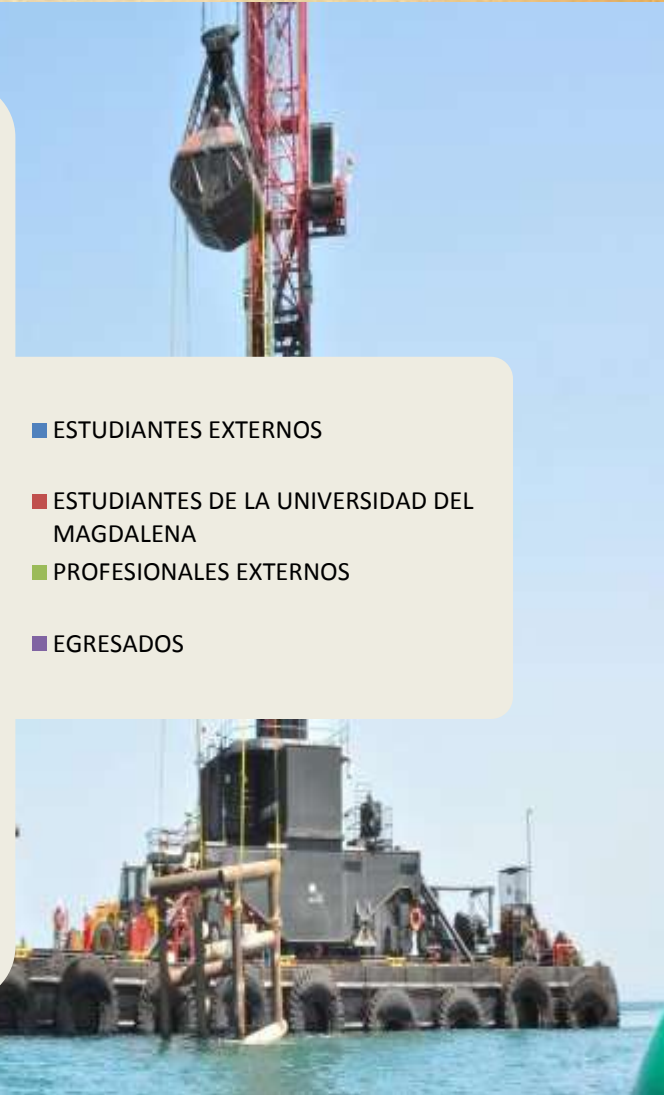 ESTUDIANTES EXTERNOS
ESTUDIANTES DE LA UNIVERSIDAD DEL
MAGDALENA
PROFESIONALES EXTERNOS
EGRESADOS